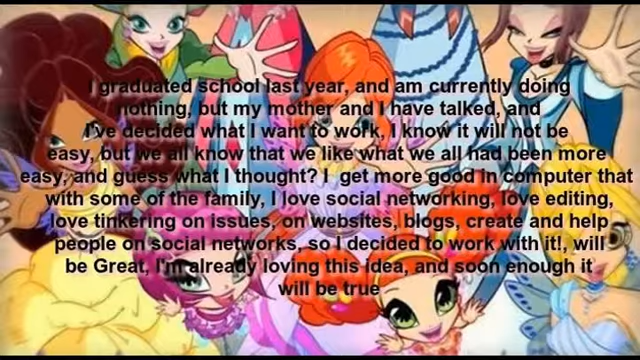 I graduated school last year, and am currently doing
nothing, but my mother and I have talked, and
I've decided what I want to work, I know it will not be
easy, but we all know that we like what we all had been more
easy, and guess what I thought? I get more good in computer that
with some of the family, I love social networking, love editing,
love tinkering on issues, on websites, blogs, create and help
people on social networks, so I decided to work with it!, will
be Great, I'm already loving this idea, and soon enough it
will be true